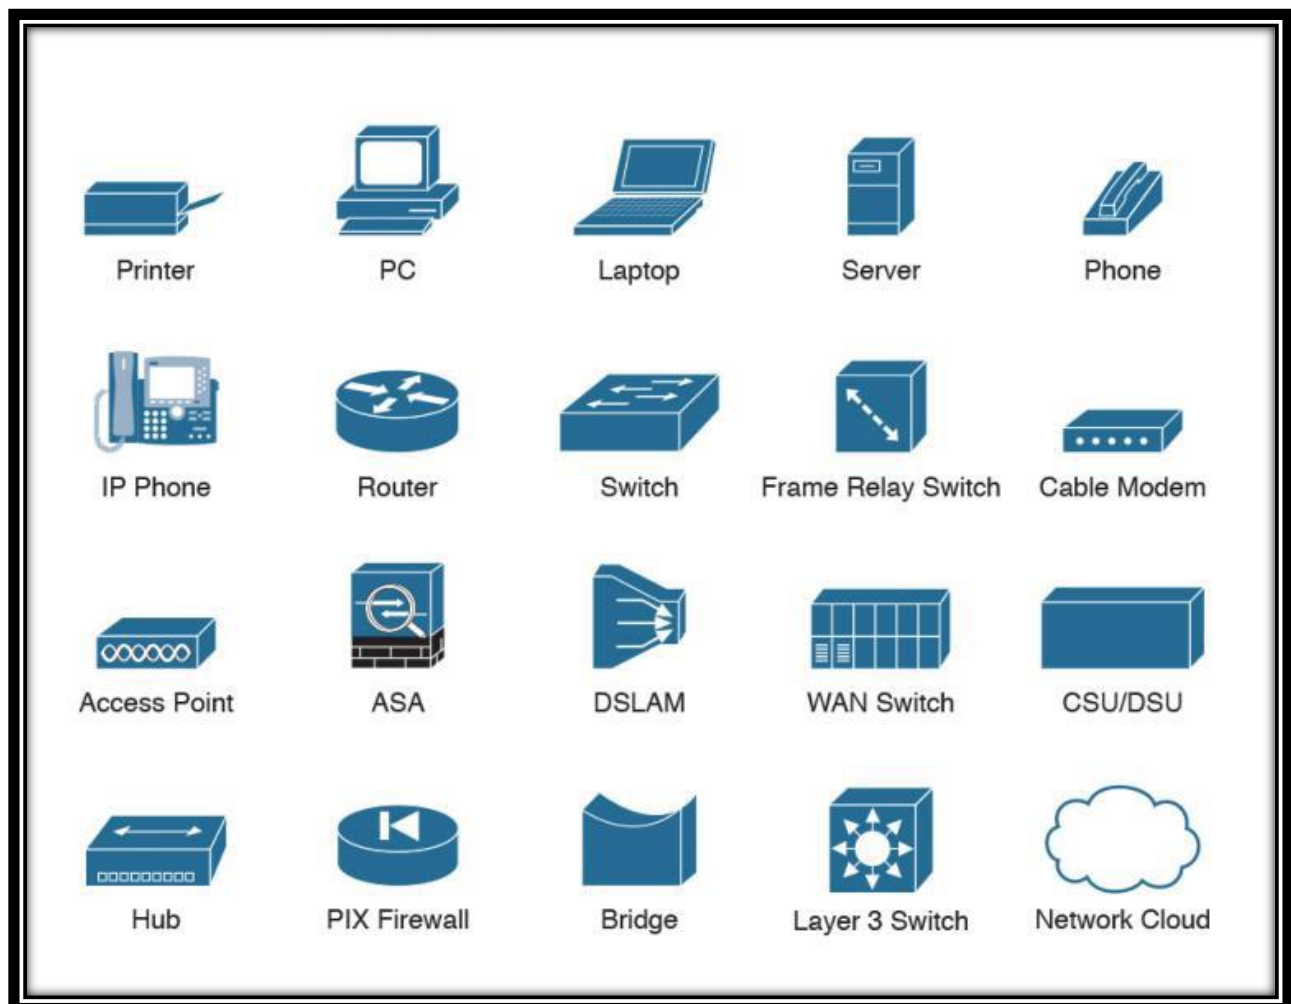 Printer
PC
Laptop
Server
Phone
IP Phone
Router
Switch
Frame Relay Switch
Cable Modem
Access Point
ASA
DSLAM
WAN Switch
CSU/DSU
Hub
PIX Firewall
Bridge
Layer 3 Switch
Network Cloud